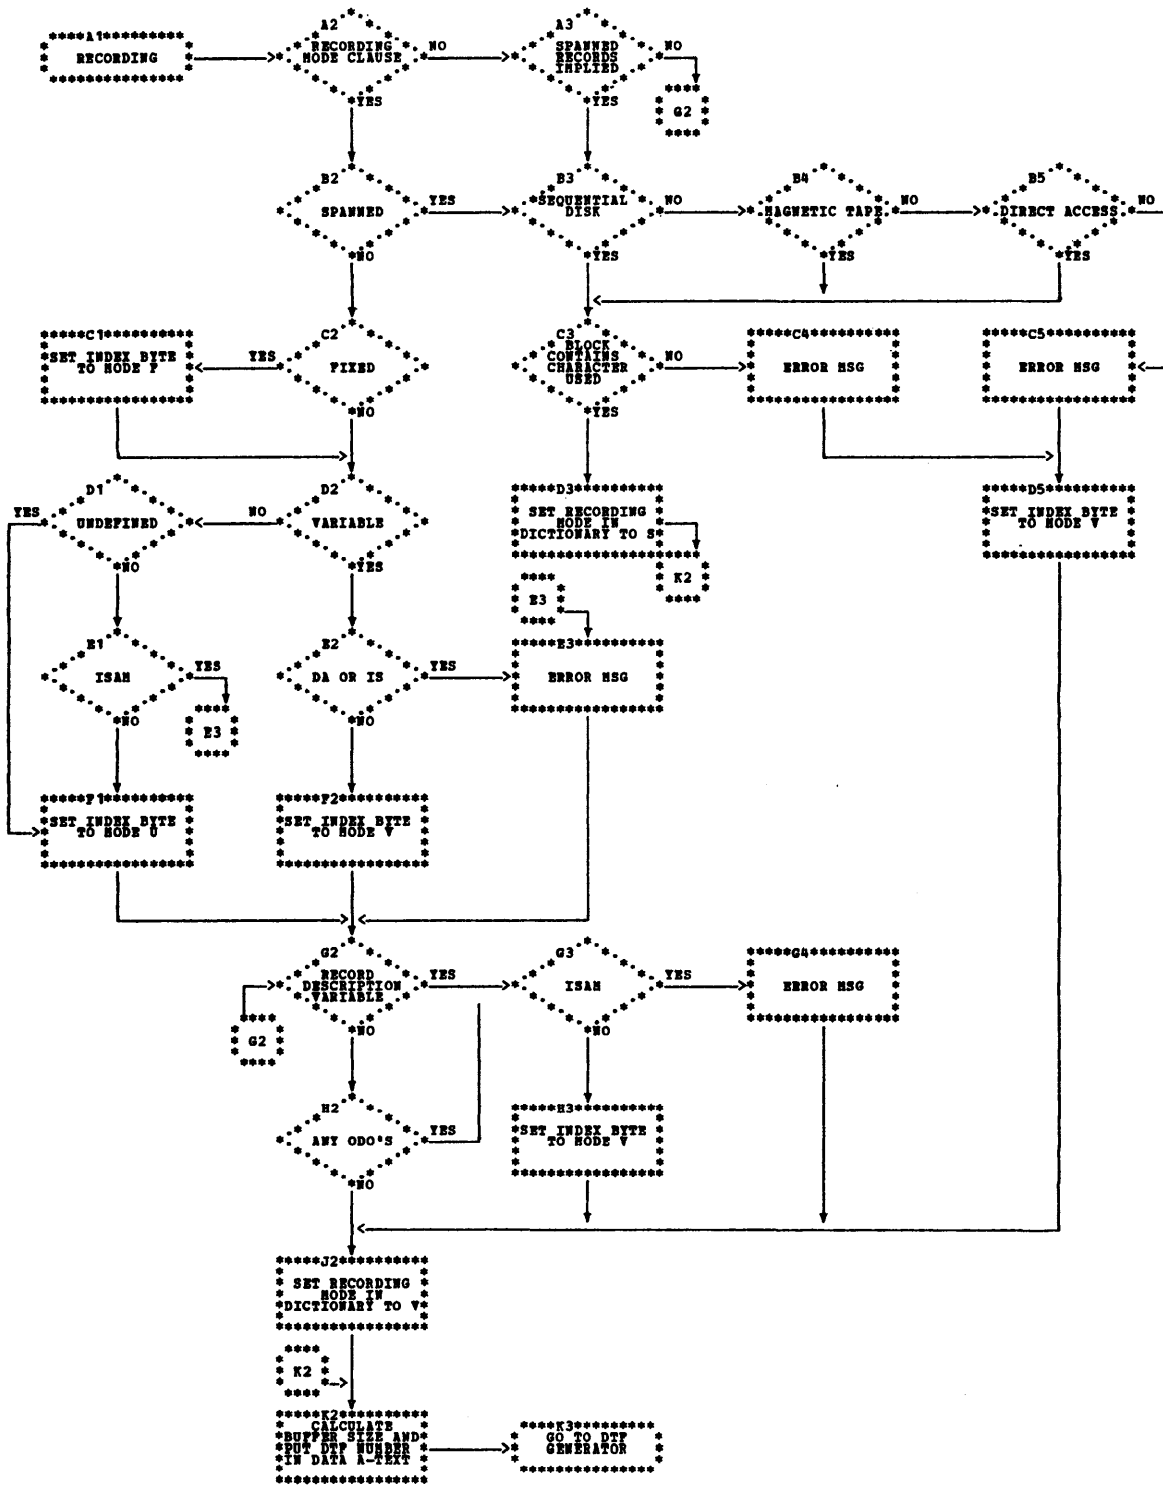 A1
RECORDING
A2
RECORDING
MODE CLAUSE
NO
YES
A3
SPANNED
RECORDS
IMPLIED
NO
YES
G2
B2
SPANNED
YES
NO
B3
SEQUENTIAL
DISK
NO
YES
B4
MAGNETIC TAPE
NO
YES
B5
DIRECT ACCESS
NO
YES
C1
SET INDEX BYTE
TO MODE F
C2
FIXED
YES
NO
C3
BLOCK
CONTAINS
CHARACTER
USED
NO
YES
C4
ERROR MSG
C5
ERROR MSG
D1
UNDEFINED
YES
NO
D2
VARIABLE
NO
YES
D3
SET RECORDING
MODE IN
DICTIONARY TO S
K2
D5
SET INDEX BYTE
TO MODE V
E3
E1
ISAM
YES
NO
E3
E2
DA OR IS
YES
NO
E3
ERROR MSG
F1
SET INDEX BYTE
TO MODE U
F2
SET INDEX BYTE
TO MODE V
G2
RECORD
DESCRIPTION
VARIABLE
YES
NO
G2
G3
ISAM
YES
NO
G4
ERROR MSG
H2
ANY ODO'S
YES
NO
H3
SET INDEX BYTE
TO MODE V
J2
SET RECORDING
MODE IN
DICTIONARY TO V
K2
K2
CALCULATE
BUFFER SIZE AND
PUT DTF NUMBER
IN DATA A-TEXT
K3
GO TO DTF
GENERATOR